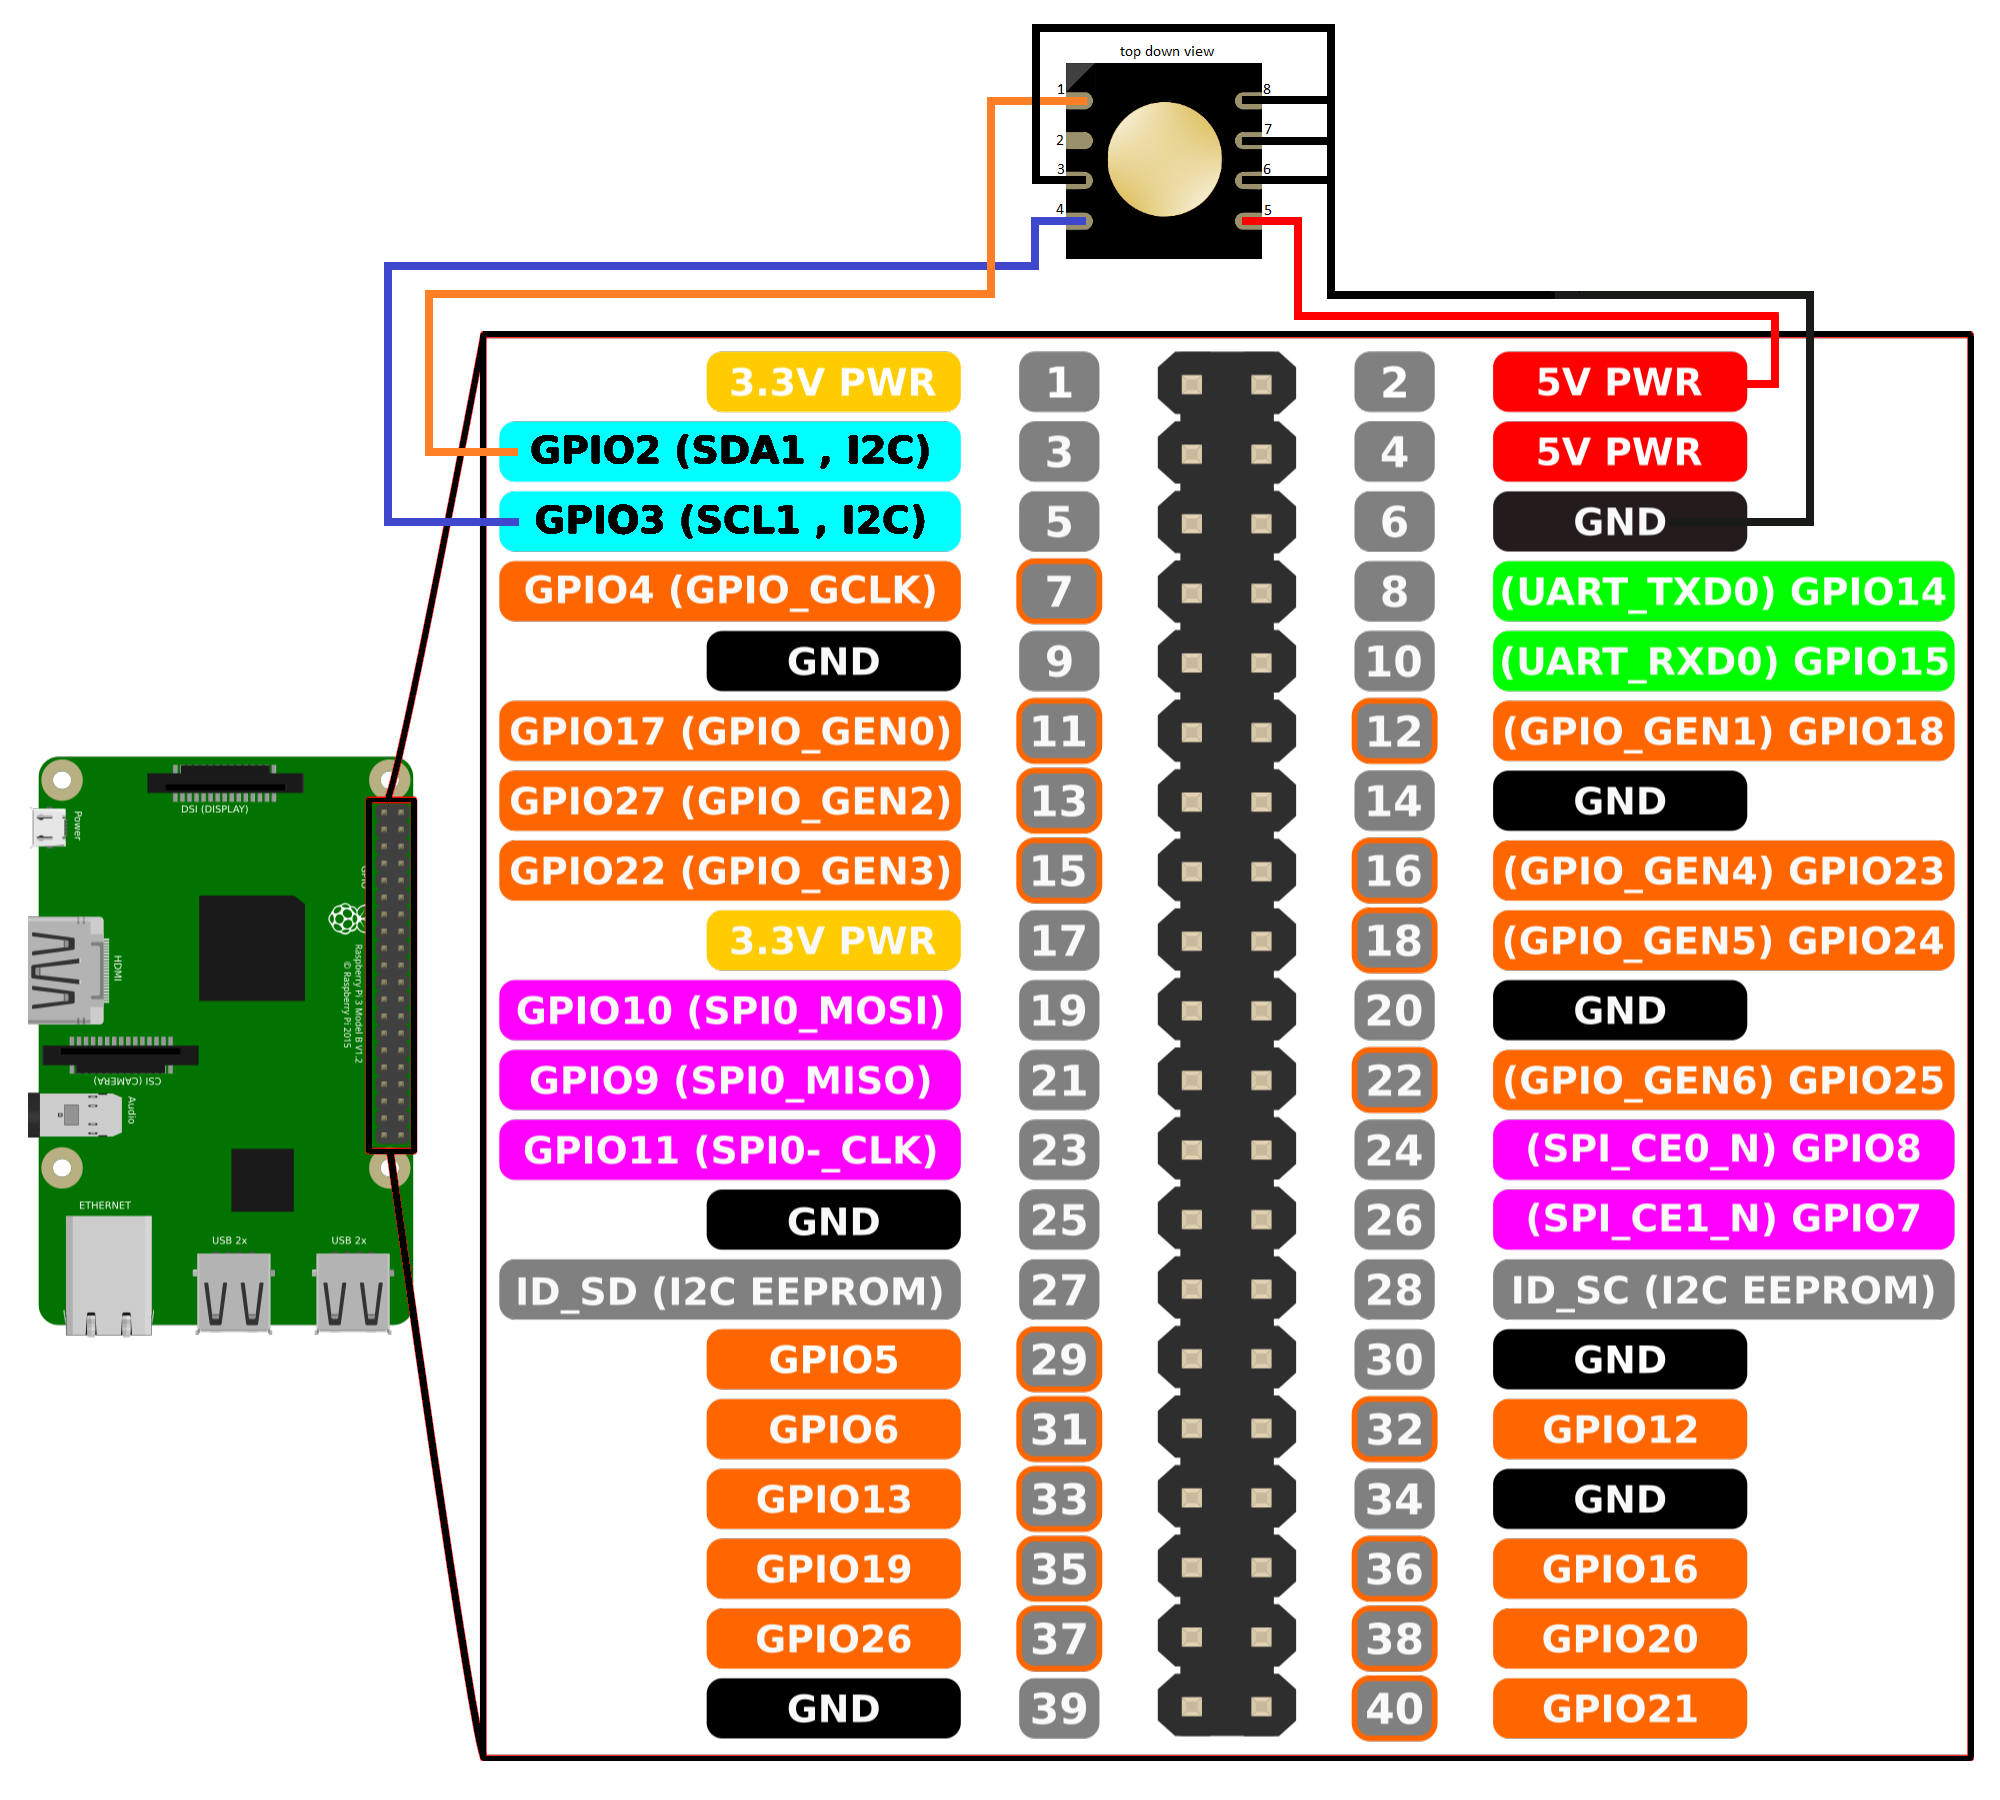 top down view
1 8
2 7
3 6
4 5
3.3V PWR 1 2 5V PWR
GPIO2 (SDA1 , I2C) 3 4 5V PWR
GPIO3 (SCL1 , I2C) 5 6 GND
GPIO4 (GPIO_GCLK) 7 8 (UART_TXD0) GPIO14
GND 9 10 (UART_RXD0) GPIO15
GPIO17 (GPIO_GEN0) 11 12 (GPIO_GEN1) GPIO18
GPIO27 (GPIO_GEN2) 13 14 GND
GPIO22 (GPIO_GEN3) 15 16 (GPIO_GEN4) GPIO23
3.3V PWR 17 18 (GPIO_GEN5) GPIO24
GPIO10 (SPI0_MOSI) 19 20 GND
GPIO9 (SPI0_MISO) 21 22 (GPIO_GEN6) GPIO25
GPIO11 (SPI0-_CLK) 23 24 (SPI_CE0_N) GPIO8
GND 25 26 (SPI_CE1_N) GPIO7
ID_SD (I2C EEPROM) 27 28 ID_SC (I2C EEPROM)
GPIO5 29 30 GND
GPIO6 31 32 GPIO12
GPIO13 33 34 GND
GPIO19 35 36 GPIO16
GPIO26 37 38 GPIO20
GND 39 40 GPIO21
DSI (DISPLAY)
Power
GPIO
HDMI
Raspberry Pi 3 Model B V1.2
© Raspberry Pi 2015
CSI (CAMERA)
Audio
ETHERNET
USB 2x
USB 2x